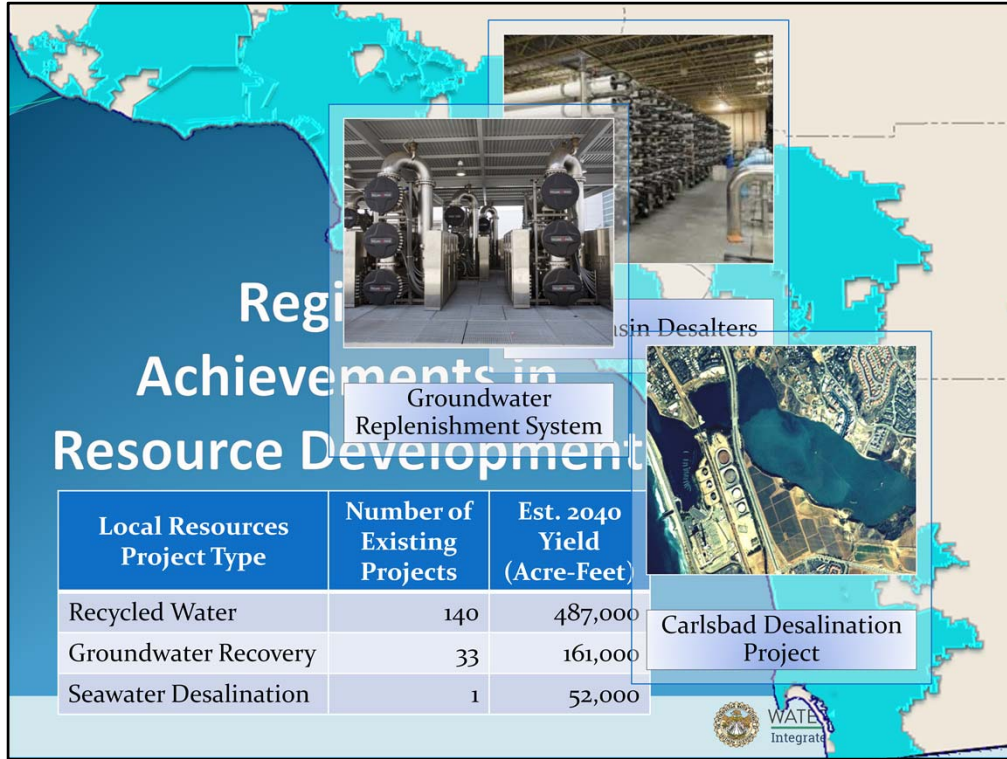 Regi
Achievements in
Resource Development
asin Desalters
Groundwater
Replenishment System
Carlsbad Desalination
Project
Local Resources Project Type Number of Existing Projects Est. 2040 Yield (Acre-Feet)
Recycled Water 140 487,000
Groundwater Recovery 33 161,000
Seawater Desalination 1 52,000
WATE
Integrate